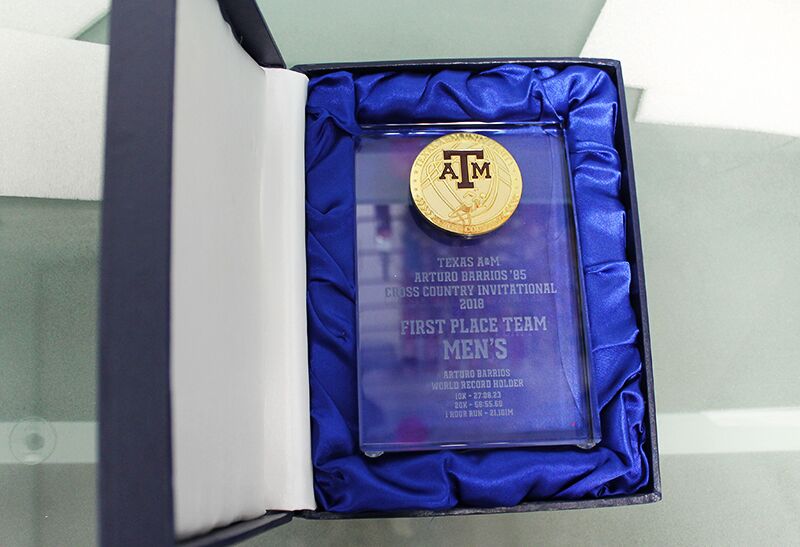 ATM
TEXAS A&M
ARTURO BARRIOS '85
CROSS COUNTRY INVITATIONAL
2018
FIRST PLACE TEAM
MEN'S
ARTURO BARRIOS
WORLD RECORD HOLDER
10K - 27:08.23
20K - 56:55.60
1 HOUR RUN - 21,101M